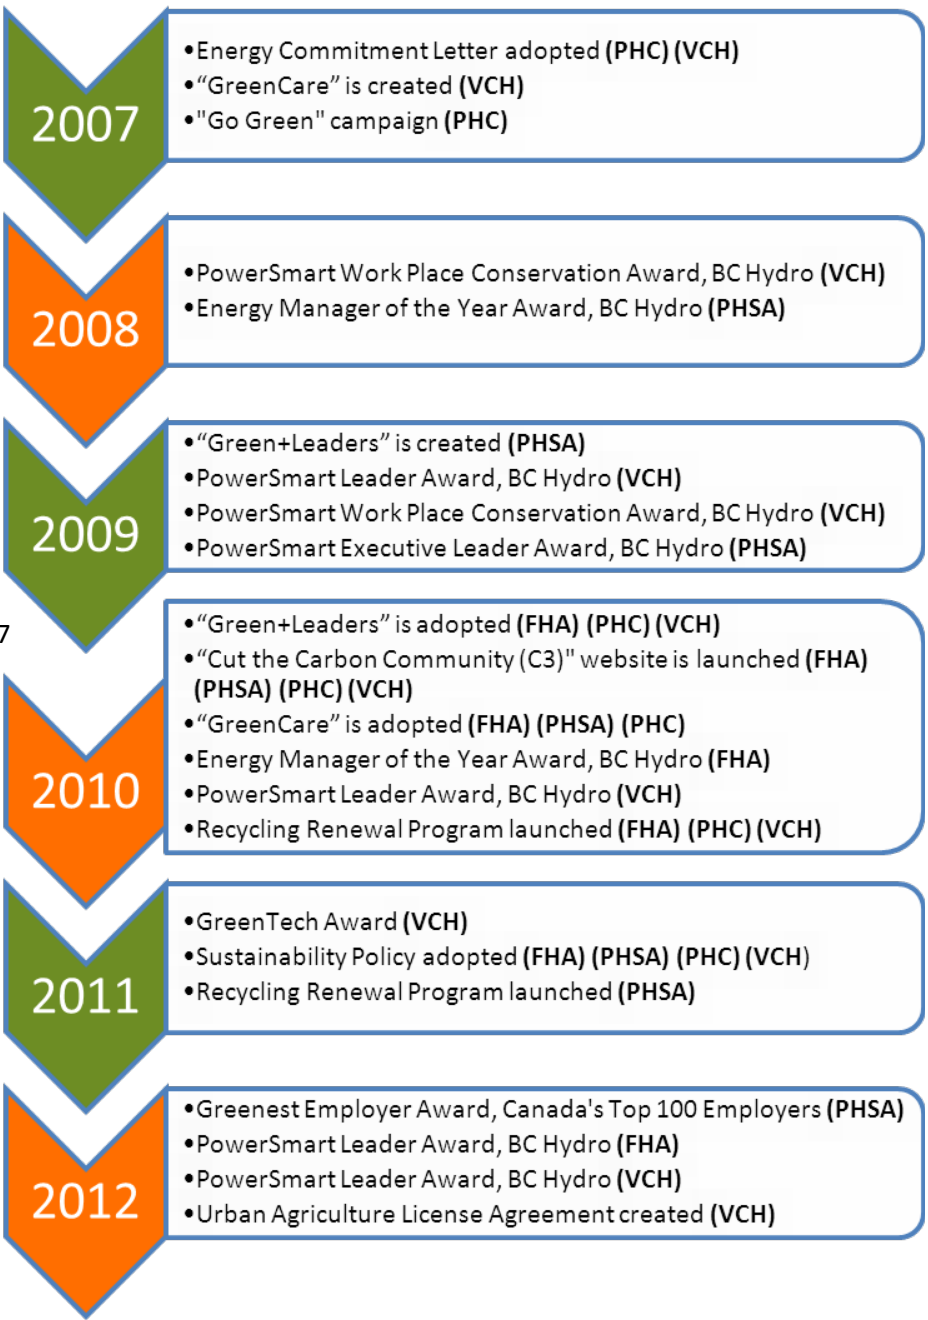 2007
•Energy Commitment Letter adopted (PHC) (VCH)
•“GreenCare” is created (VCH)
•"Go Green" campaign (PHC)
2008
•PowerSmart Work Place Conservation Award, BC Hydro (VCH)
•Energy Manager of the Year Award, BC Hydro (PHSA)
2009
•“Green+Leaders” is created (PHSA)
•PowerSmart Leader Award, BC Hydro (VCH)
•PowerSmart Work Place Conservation Award, BC Hydro (VCH)
•PowerSmart Executive Leader Award, BC Hydro (PHSA)
7
2010
•“Green+Leaders” is adopted (FHA) (PHC) (VCH)
•“Cut the Carbon Community (C3)" website is launched (FHA)
(PHSA) (PHC) (VCH)
•“GreenCare” is adopted (FHA) (PHSA) (PHC)
•Energy Manager of the Year Award, BC Hydro (FHA)
•PowerSmart Leader Award, BC Hydro (VCH)
•Recycling Renewal Program launched (FHA) (PHC) (VCH)
2011
•GreenTech Award (VCH)
•Sustainability Policy adopted (FHA) (PHSA) (PHC) (VCH)
•Recycling Renewal Program launched (PHSA)
2012
•Greenest Employer Award, Canada's Top 100 Employers (PHSA)
•PowerSmart Leader Award, BC Hydro (FHA)
•PowerSmart Leader Award, BC Hydro (VCH)
•Urban Agriculture License Agreement created (VCH)